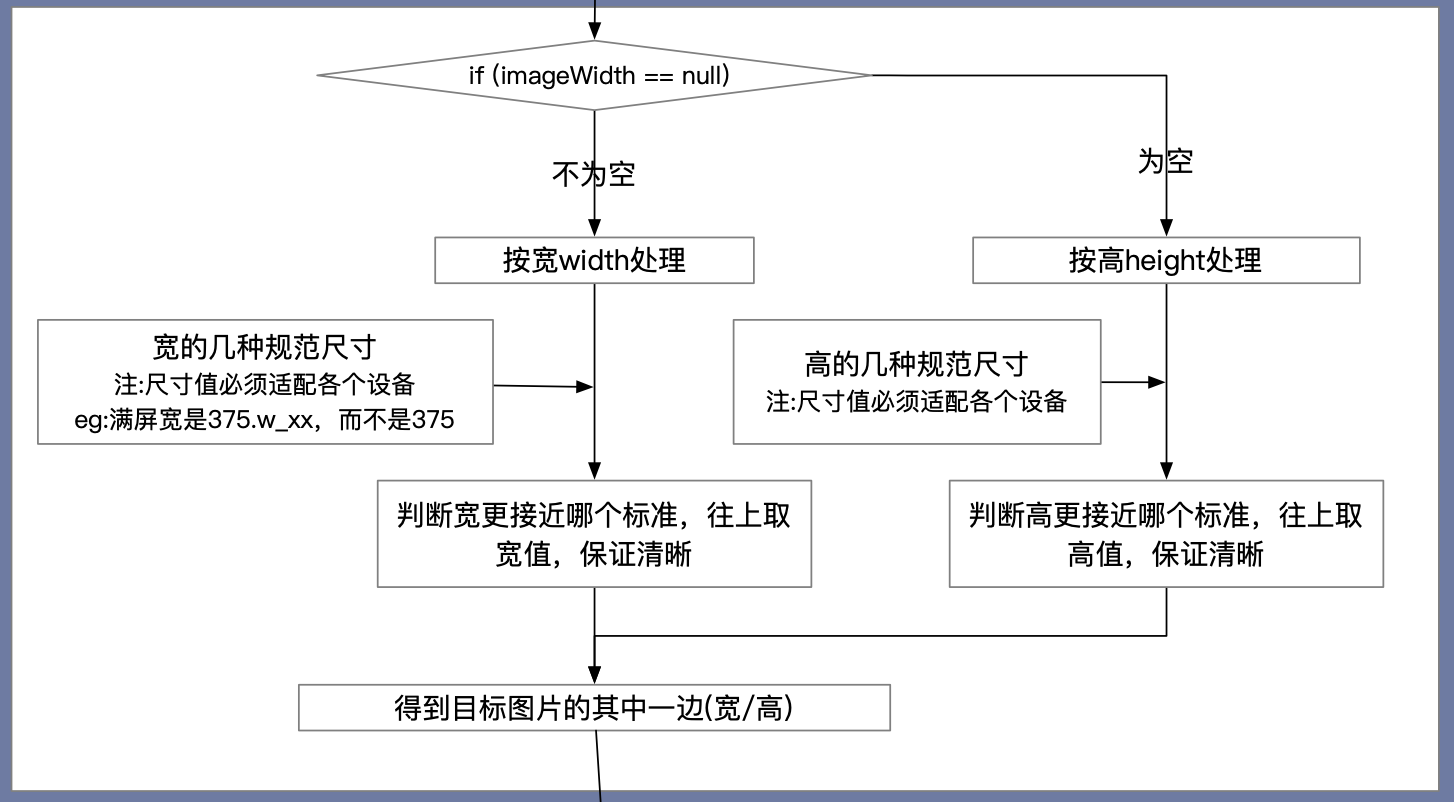 if (imageWidth == null)
不为空
为空
按宽width处理
按高height处理
宽的几种规范尺寸
注:尺寸值必须适配各个设备
eg:满屏宽是375.w_xx，而不是375
高的几种规范尺寸
注:尺寸值必须适配各个设备
判断宽更接近哪个标准，往上取
宽值，保证清晰
判断高更接近哪个标准，往上取
高值，保证清晰
得到目标图片的其中一边(宽/高)